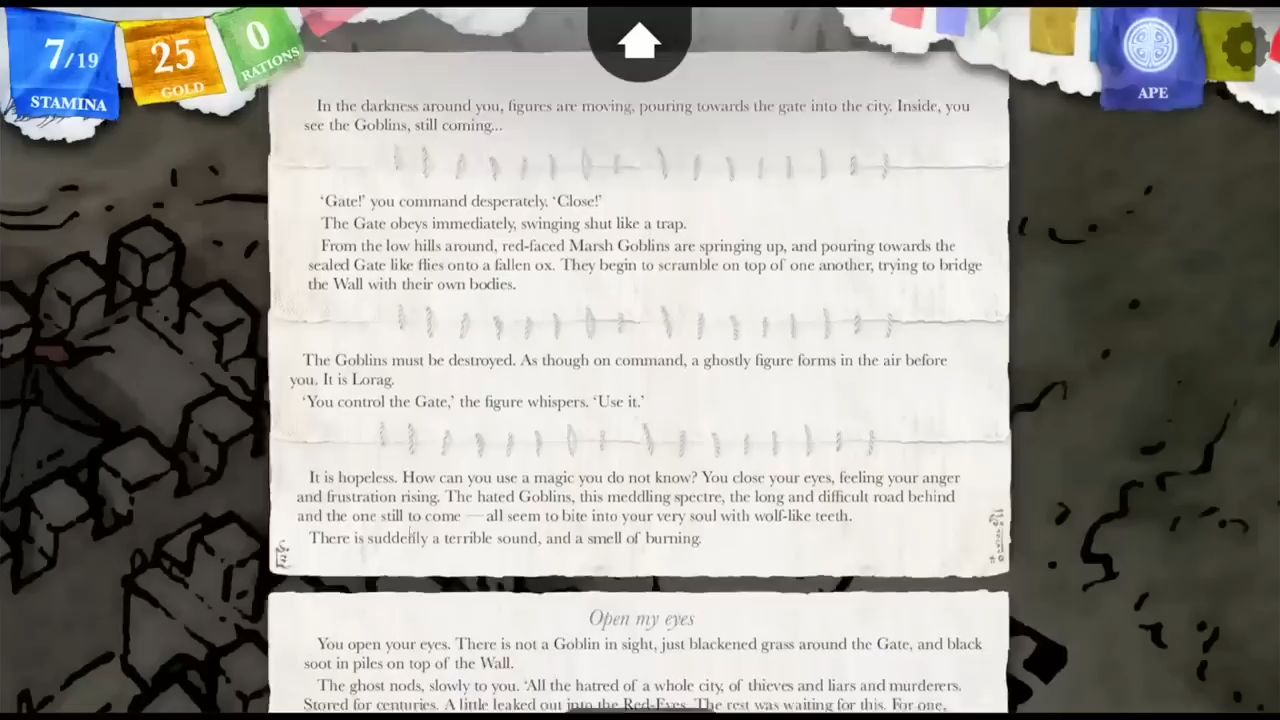 7/19
STAMINA
25
GOLD
0
RATIONS
APE
In the darkness around you, figures are moving, pouring towards the gate into the city. Inside, you
see the Goblins, still coming...
‘Gate!’ you command desperately. ‘Close!’
The Gate obeys immediately, swinging shut like a trap.
From the low hills around, red-faced Marsh Goblins are springing up, and pouring towards the
sealed Gate like flies onto a fallen ox. They begin to scramble on top of one another, trying to bridge
the Wall with their own bodies.
The Goblins must be destroyed. As though on command, a ghostly figure forms in the air before
you. It is Lorag.
‘You control the Gate,’ the figure whispers. ‘Use it.’
It is hopeless. How can you use a magic you do not know? You close your eyes, feeling your anger
and frustration rising. The hated Goblins, this meddling spectre, the long and difficult road behind
and the one still to come — all seem to bite into your very soul with wolf-like teeth.
There is suddenly a terrible sound, and a smell of burning.
Open my eyes
You open your eyes. There is not a Goblin in sight, just blackened grass around the Gate, and black
soot in piles on top of the Wall.
The ghost nods, slowly to you. ‘All the hatred of a whole city, of thieves and liars and murderers.
Stored for centuries. A little leaked out into the Red-Eyes. The rest was waiting for this. For one,